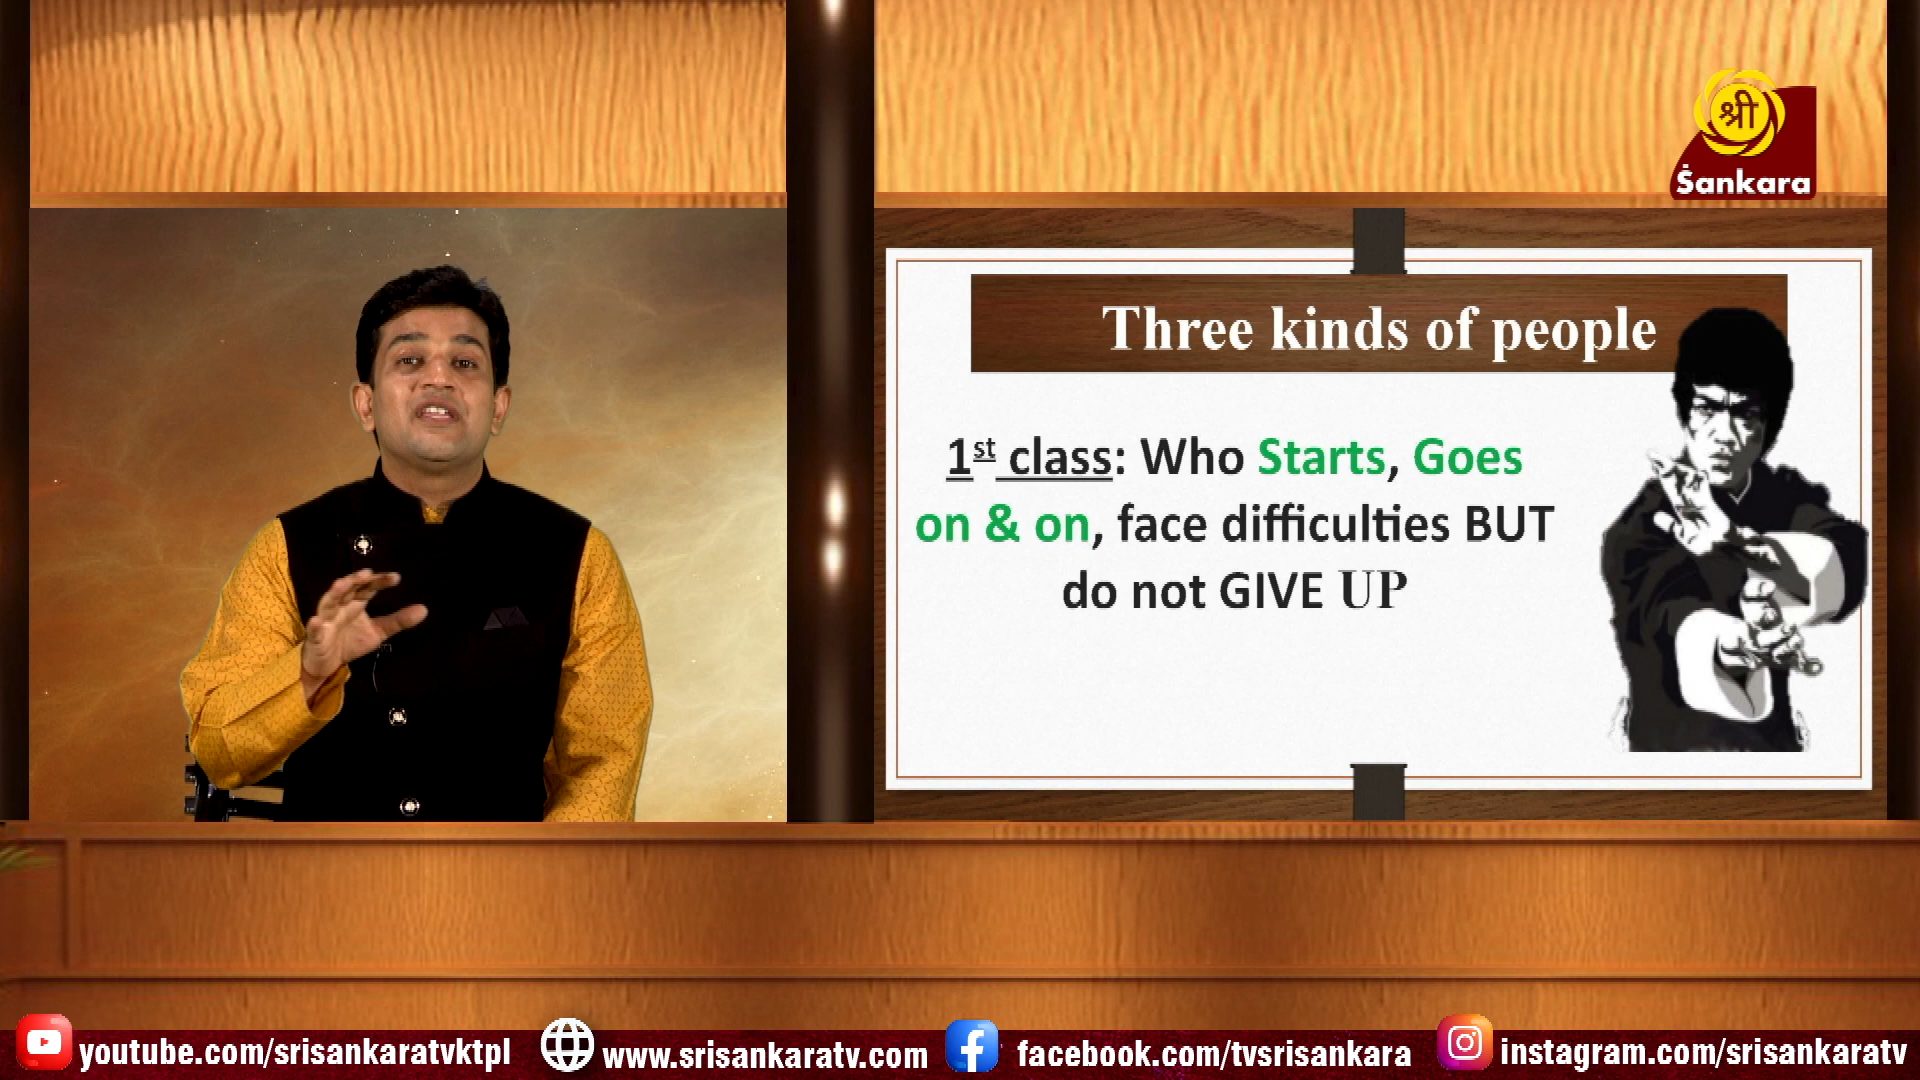 श्री
Ṡankara
Three kinds of people
1st class: Who Starts, Goes
on & on, face difficulties BUT
do not GIVE UP
youtube.com/srisankaratvktpl
www.srisankaratv.com
facebook.com/tvsrisankara
instagram.com/srisankaratv